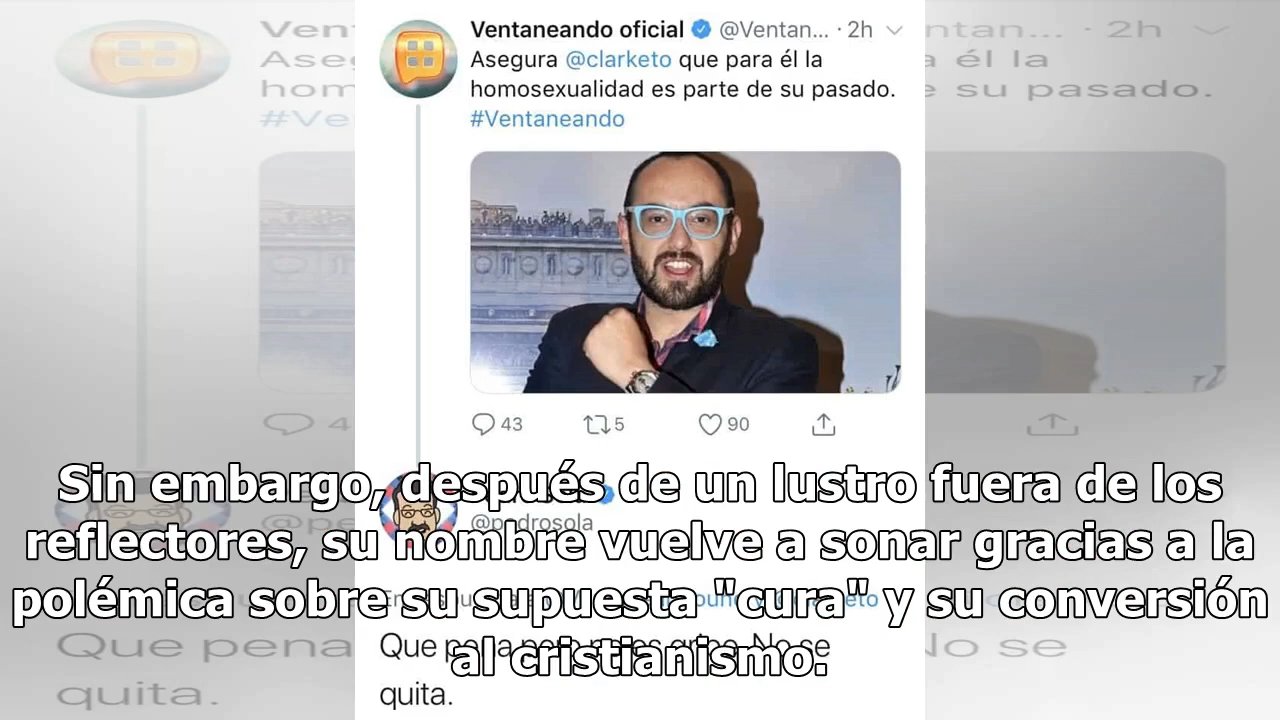 Ventaneando oficial @Ventan... · 2h
Asegura @clarketo que para él la
homosexualidad es parte de su pasado.
#Ventaneando
43 5 90
Sin embargo, después de un lustro fuera de los
@pedrosola
reflectores, su nombre vuelve a sonar gracias a la
polémica sobre su supuesta "cura" y su conversión
al cristianismo.
Que No se
quita.